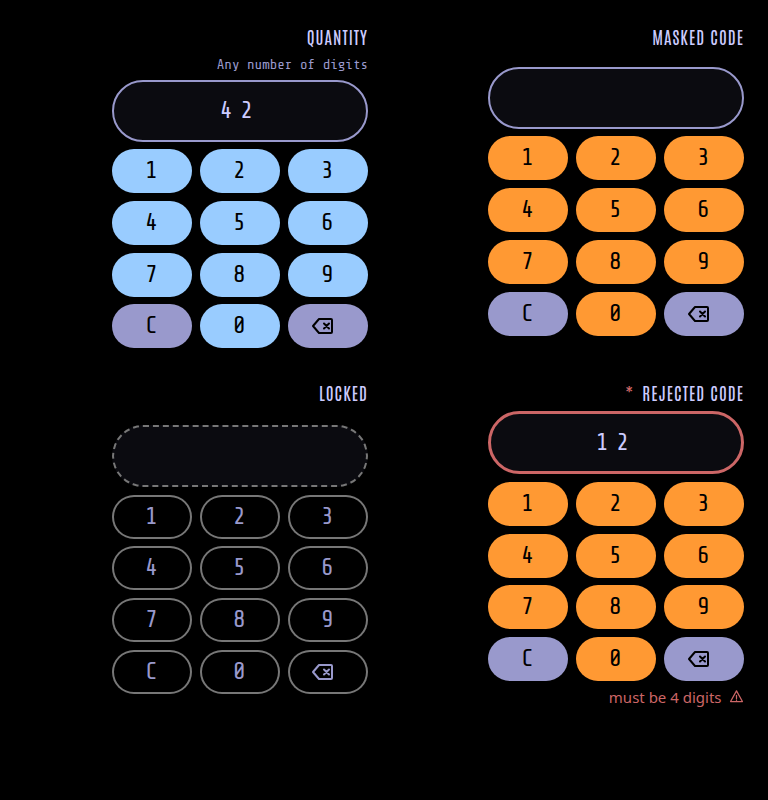 QUANTITY
Any number of digits
4 2
1 2 3
4 5 6
7 8 9
C 0
MASKED CODE
1 2 3
4 5 6
7 8 9
C 0
LOCKED
1 2 3
4 5 6
7 8 9
C 0
* REJECTED CODE
1 2
1 2 3
4 5 6
7 8 9
C 0
must be 4 digits